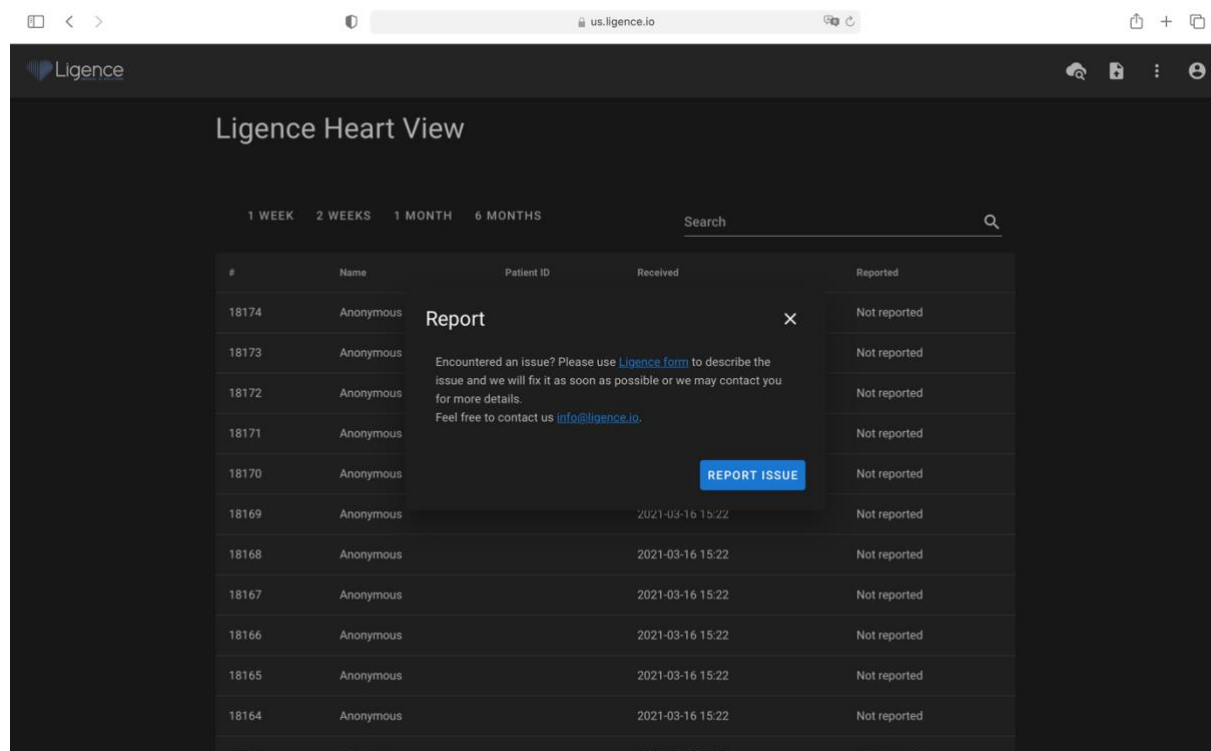 us.ligence.io
Ligence
Ligence Heart View
1 WEEK 2 WEEKS 1 MONTH 6 MONTHS Search
# Name Patient ID Received Reported
18174 Anonymous Not reported
18173 Anonymous Not reported
18172 Anonymous Not reported
18171 Anonymous Not reported
18170 Anonymous Not reported
Report
Encountered an issue? Please use Ligence form to describe the
issue and we will fix it as soon as possible or we may contact you
for more details.
Feel free to contact us info@ligence.io.
REPORT ISSUE
18169 Anonymous 2021-03-16 15:22 Not reported
18168 Anonymous 2021-03-16 15:22 Not reported
18167 Anonymous 2021-03-16 15:22 Not reported
18166 Anonymous 2021-03-16 15:22 Not reported
18165 Anonymous 2021-03-16 15:22 Not reported
18164 Anonymous 2021-03-16 15:22 Not reported